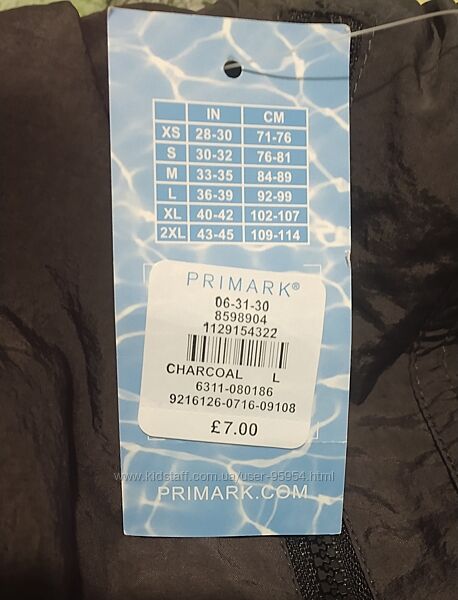 IN CM
XS 28-30 71-76
S 30-32 76-81
M 33-35 84-89
L 36-39 92-99
XL 40-42 102-107
2XL 43-45 109-114
PRIMARK®
06-31-30
8598904
1129154322
CHARCOAL L
6311-080186
9216126-0716-09108
£7.00
www.kidstaff.com.ua/user-95954.html
PRIMARK.COM